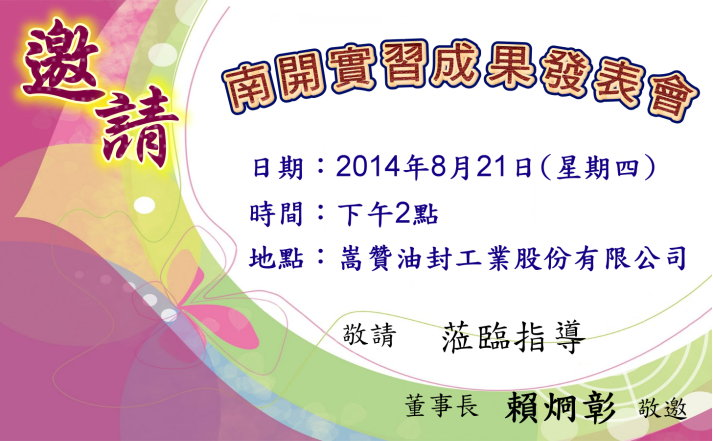 邀請
南開實習成果發表會
日期：2014年8月21日(星期四)
時間：下午2點
地點：嵩贊油封工業股份有限公司
敬請 蒞臨指導
董事長 賴烱彰 敬邀